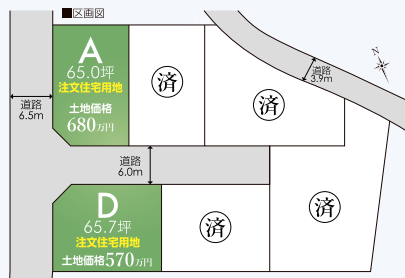 ■区画図
A
65.0坪
注文住宅用地
土地価格
680万円
済
済
道路
3.9m
N
道路
6.5m
道路
6.0m
D
65.7坪
注文住宅用地
土地価格570万円
済
済